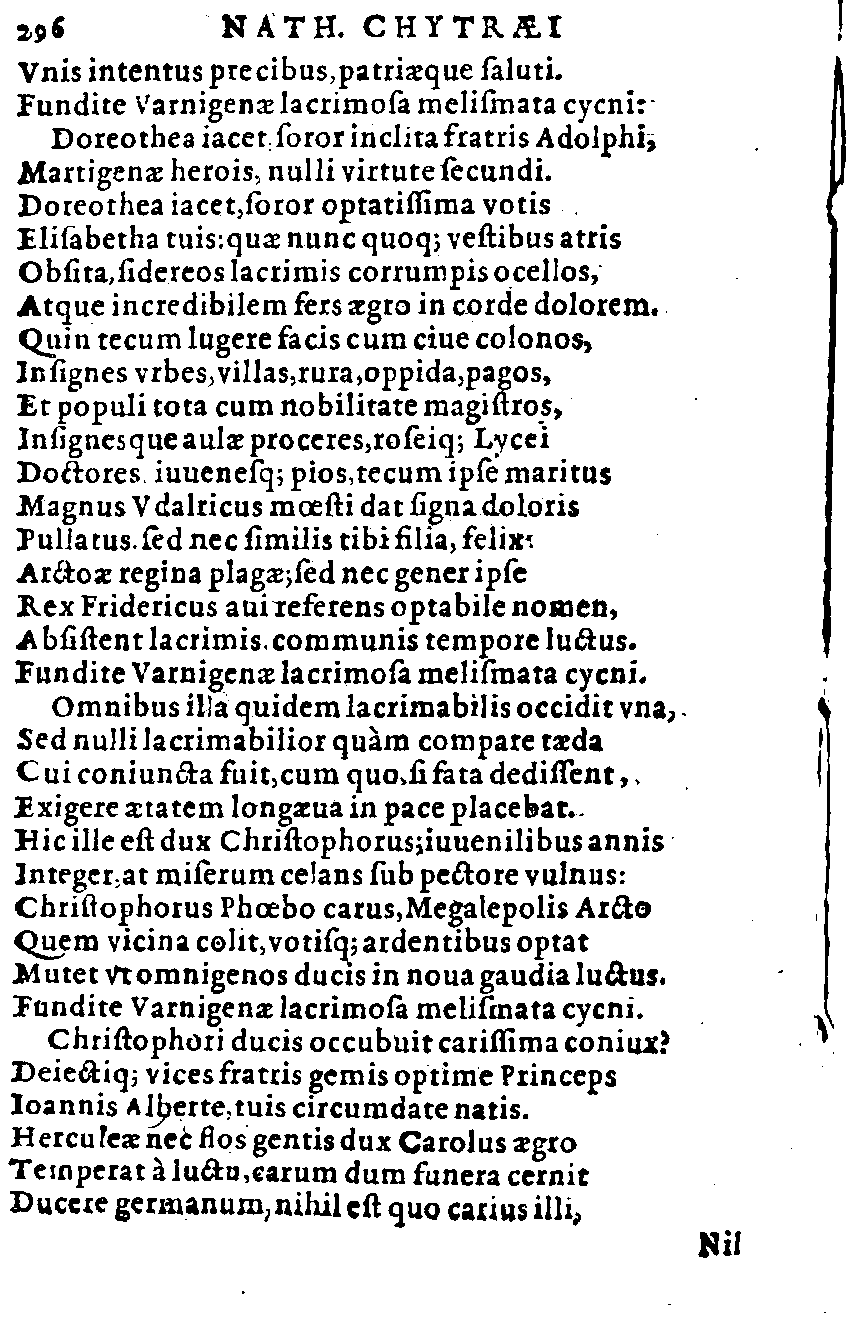 296 NATH. CHYTRÆI
Vnis intentus precibus, patriæque ſaluti.
Fundite Varnigenæ lacrimoſa meliſmata cycni:
Doreothea iacet ſoror inclita fratris Adolphi,
Martigenæ herois, nulli virtute ſecundi.
Doreothea iacet, ſoror optatiſſima votis
Eliſabetha tuis: quæ nunc quoq; veſtibus atris
Obſita, ſidereos lacrimis corrumpis ocellos,
Atque incredibilem fers ægro in corde dolorem.
Quin tecum lugere facis cum ciue colonos,
Inſignes vrbes, villas, rura, oppida, pagos,
Et populi tota cum nobilitate magiſtros,
Inſignesque aulæ proceres, roſeiq; Lycei
Doctores iuueneſq; pios, tecum ipſe maritus
Magnus Vdalricus mœſti dat ſigna doloris
Pullatus. ſed nec ſimilis tibi filia, felix
Arctoæ regina plagæ; ſed nec gener ipſe
Rex Fridericus aui referens optabile nomen,
Abſiſtent lacrimis. communis tempore luctus.
Fundite Varnigenæ lacrimoſa meliſmata cycni.
Omnibus illa quidem lacrimabilis occidit vna,
Sed nulli lacrimabilior quàm compare tæda
Cui coniuncta fuit, cum quo, ſi fata dediſſent,
Exigere ætatem longæua in pace placebat.
Hic ille eſt dux Chriſtophorus; iuuenilibus annis
Integer, at miſerum celans ſub pectore vulnus:
Chriſtophorus Phœbo carus, Megalepolis Arcto
Quem vicina colit, votiſq; ardentibus optat
Mutet vt omnigenos ducis in noua gaudia luctus.
Fundite Varnigenæ lacrimoſa meliſmata cycni.
Chriſtophori ducis occubuit cariſſima coniux?
Deiectiq; vices fratris gemis optime Princeps
Ioannis Alberte, tuis circumdate natis.
Herculeæ nec flos gentis dux Carolus ægro
Temperat à luctu, carum dum funera cernit
Ducere germanum, nihil eſt quo carius illi,
Nil